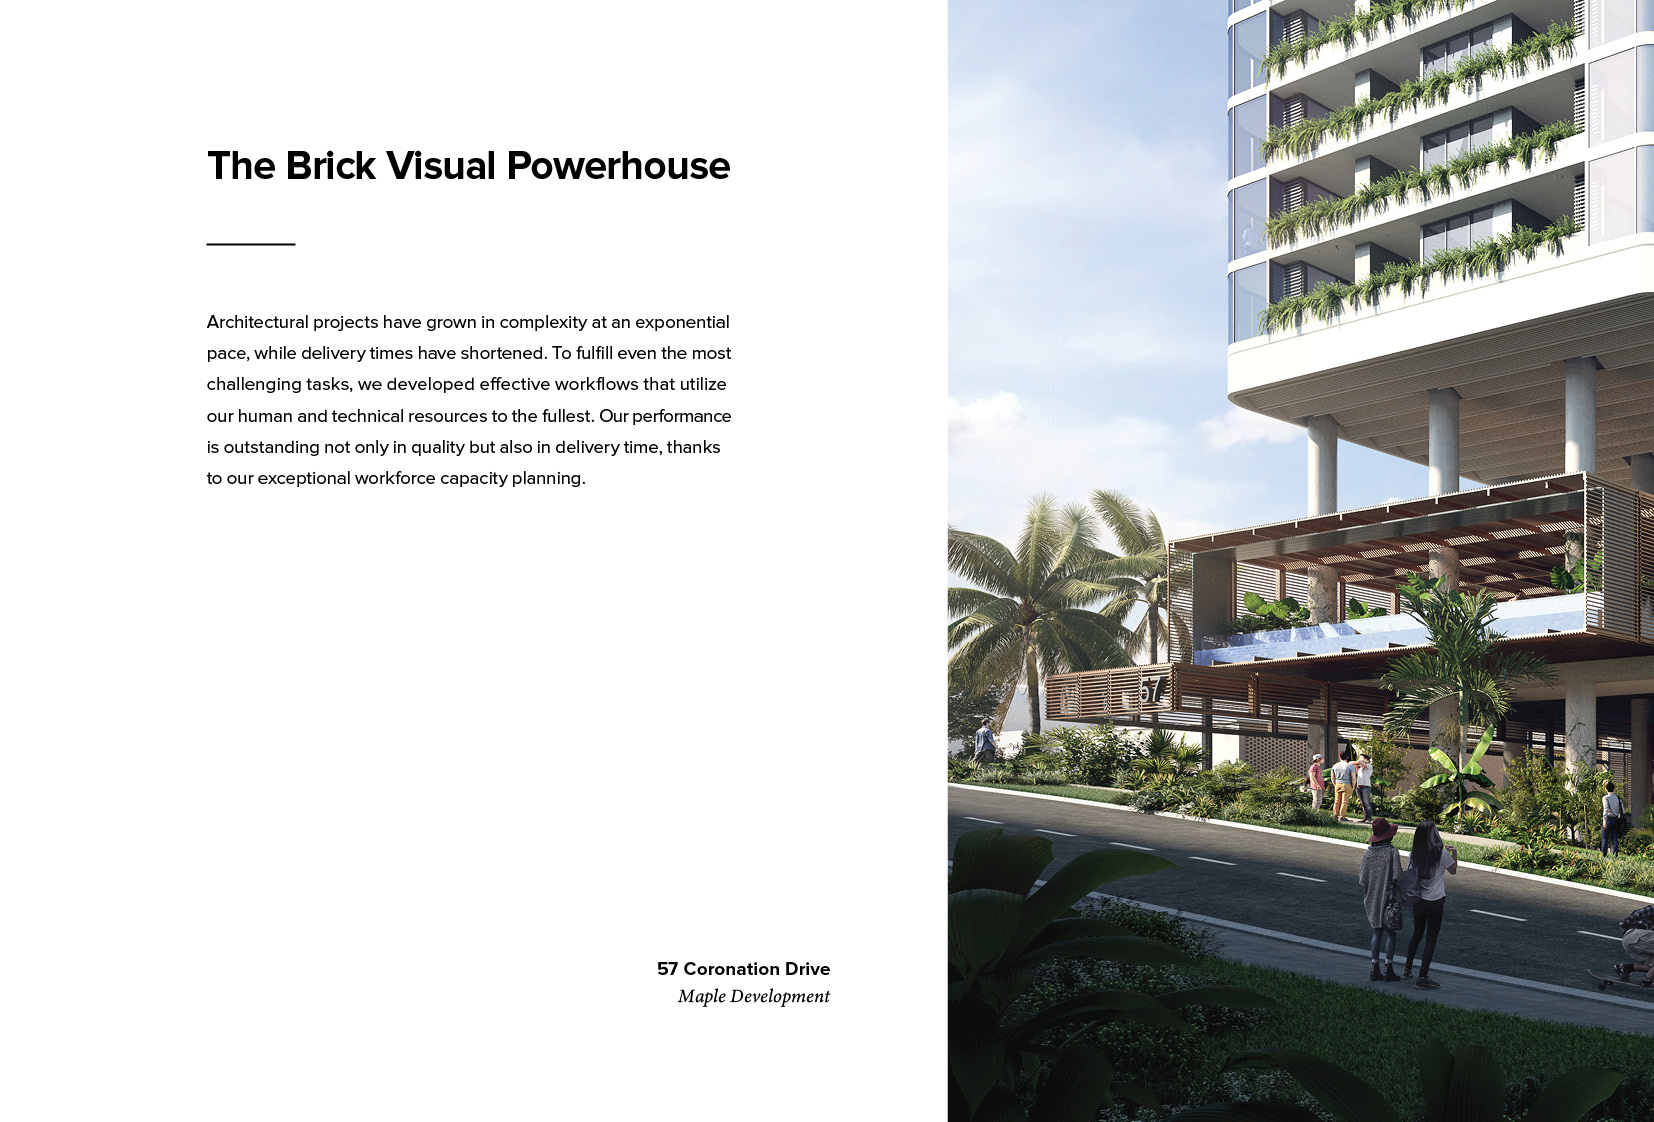 The Brick Visual Powerhouse
Architectural projects have grown in complexity at an exponential
pace, while delivery times have shortened. To fulfill even the most
challenging tasks, we developed effective workflows that utilize
our human and technical resources to the fullest. Our performance
is outstanding not only in quality but also in delivery time, thanks
to our exceptional workforce capacity planning.
57
57 Coronation Drive
Maple Development